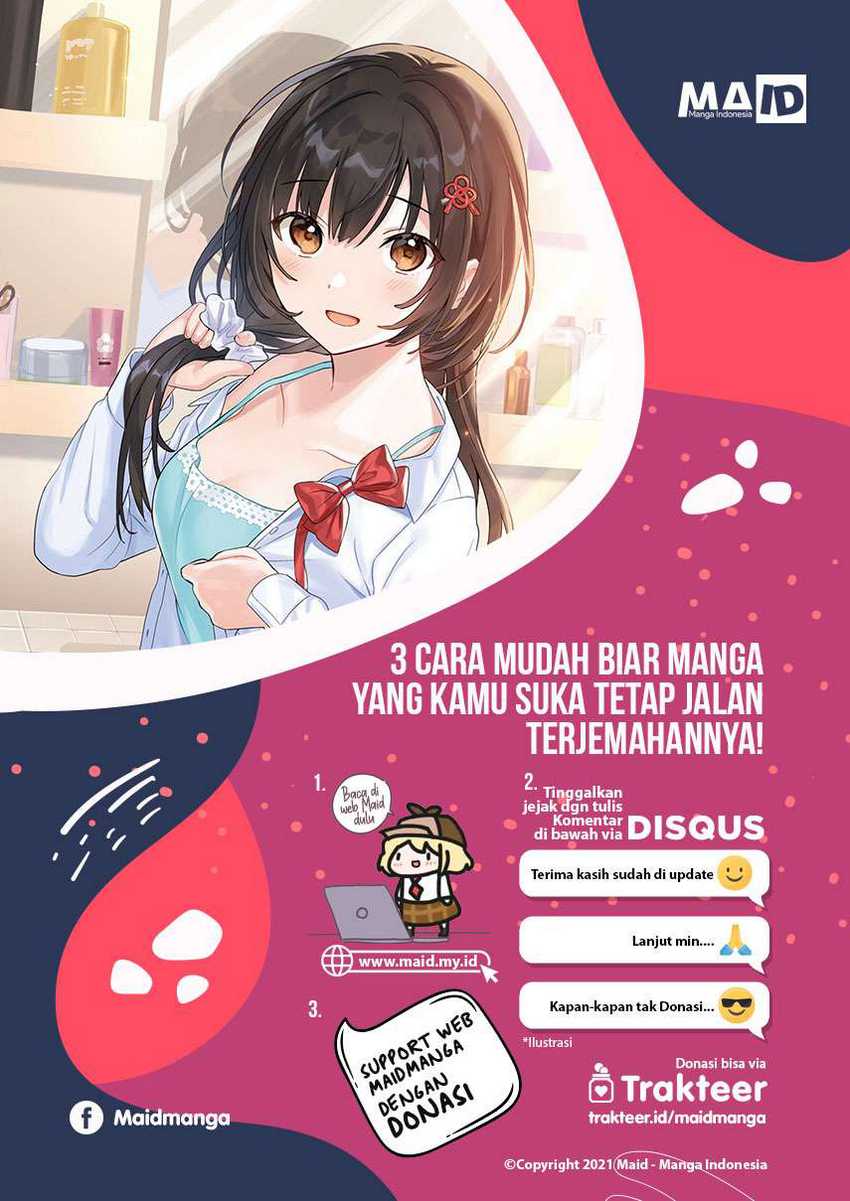 MAID
Manga Indonesia
3 CARA MUDAH BIAR MANGA
YANG KAMU SUKA TETAP JALAN
TERJEMAHANNYA!
1.
Baca di
web Maid
dulu
www.maid.my.id
2.
Tinggalkan
jejak dgn tulis
Komentar
di bawah via
DISQUS
Terima kasih sudah di update
Lanjut min....
Kapan-kapan tak Donasi...
*Ilustrasi
3.
SUPPORT WEB
MAIDMANGA
DENGAN
DONASI
Donasi bisa via
Trakteer
trakteer.id/maidmanga
f Maidmanga
©Copyright 2021 Maid - Manga Indonesia